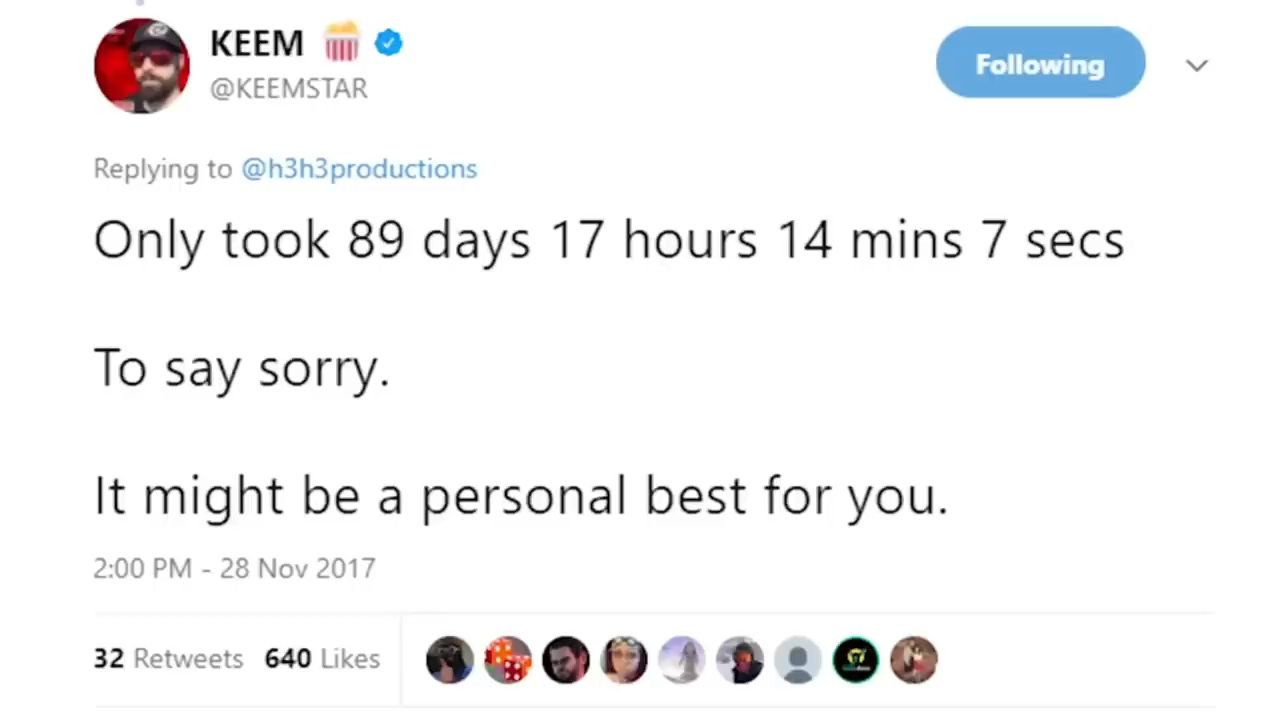 KEEM 🍿
@KEEMSTAR
Following
Replying to @h3h3productions
Only took 89 days 17 hours 14 mins 7 secs
To say sorry.
It might be a personal best for you.
2:00 PM - 28 Nov 2017
32 Retweets 640 Likes